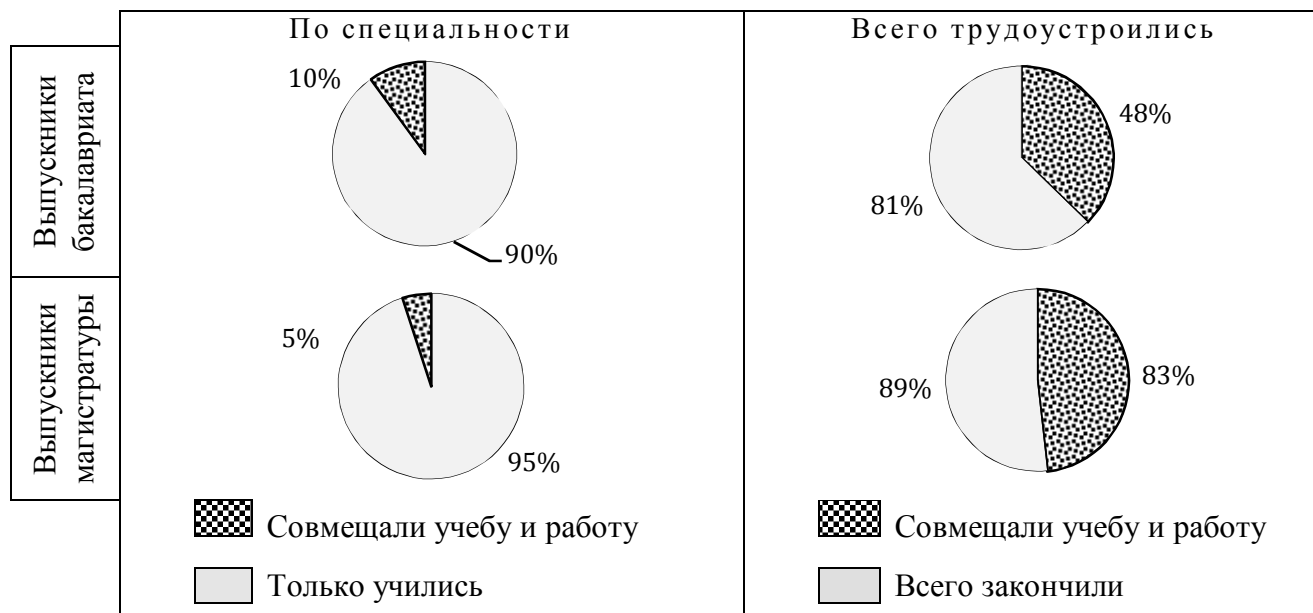 По специальности
Всего трудоустроились
Выпускники
бакалавриата
10%
90%
48%
81%
Выпускники
магистратуры
5%
95%
89%
83%
Совмещали учебу и работу
Только учились
Совмещали учебу и работу
Всего закончили